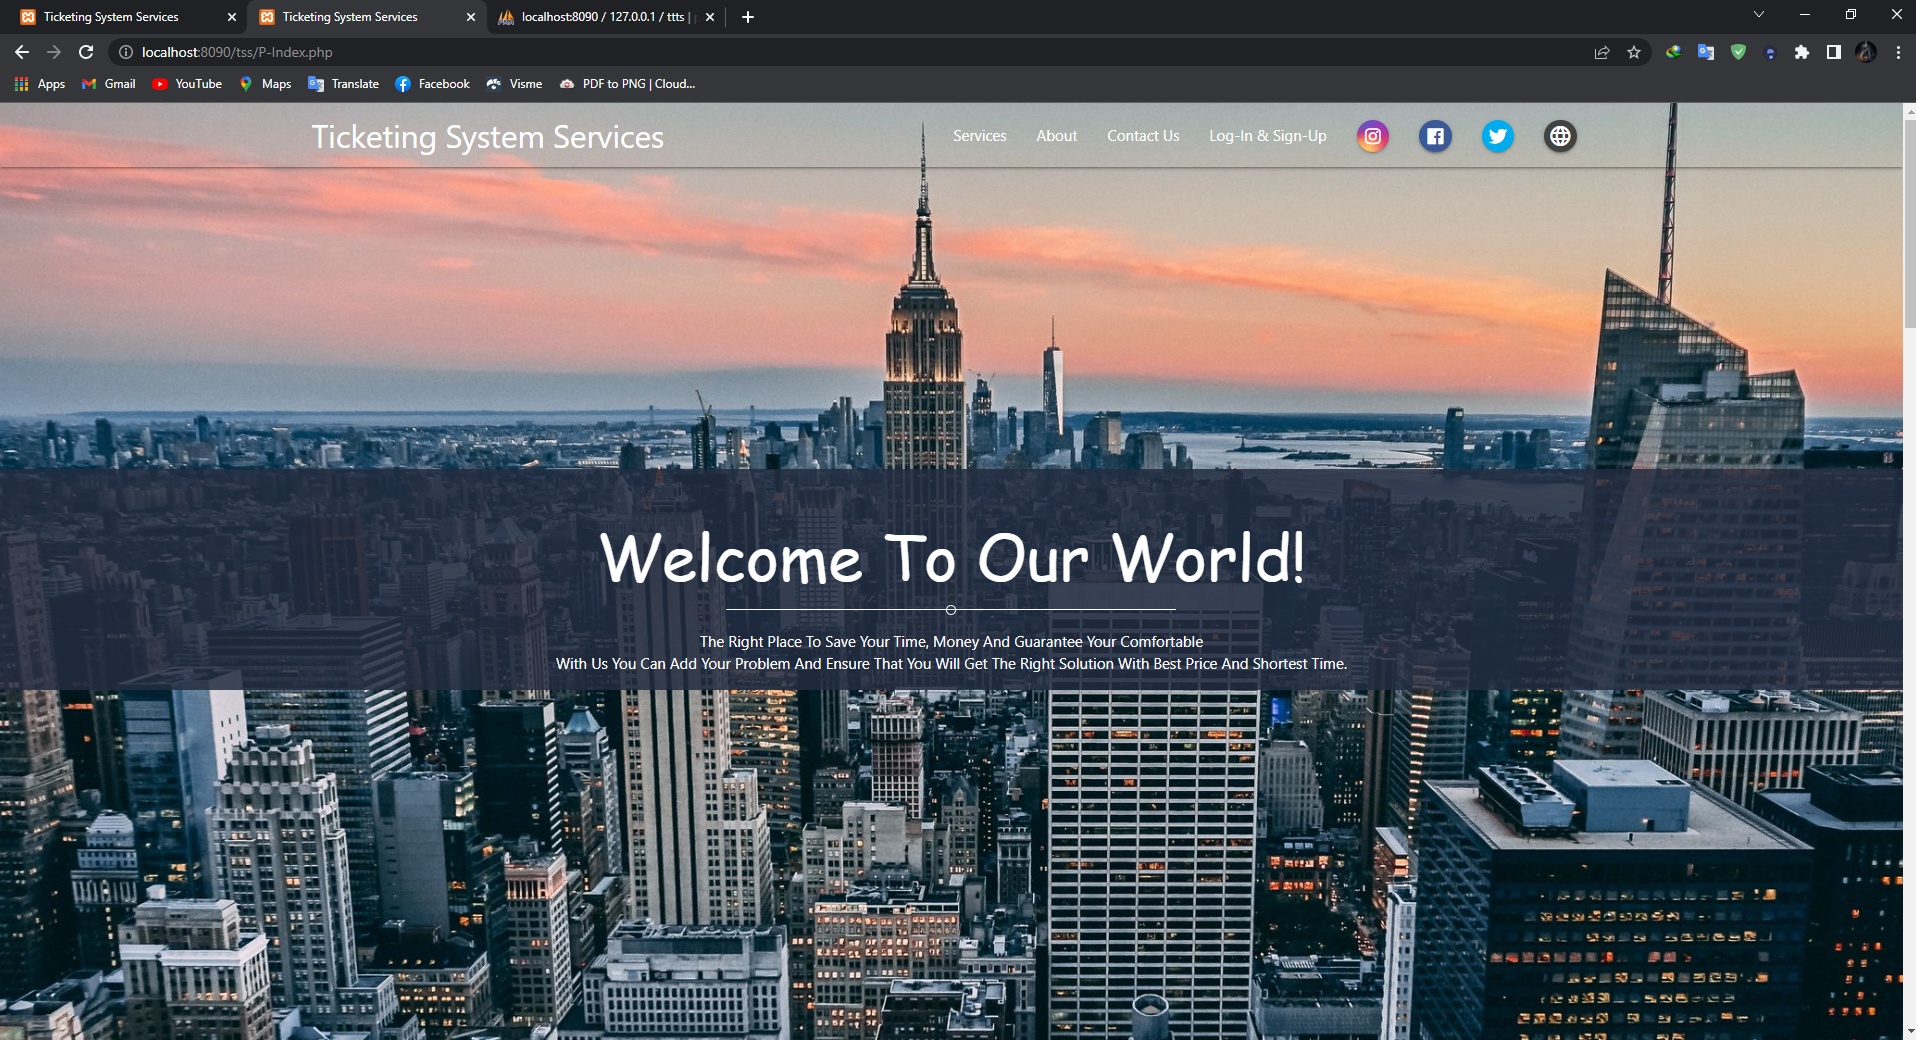 Ticketing System Services
Ticketing System Services
localhost:8090 / 127.0.0.1 / ttts |
localhost:8090/tss/P-Index.php
Apps
Gmail
YouTube
Maps
Translate
Facebook
Visme
PDF to PNG | Cloud...
Ticketing System Services
Services
About
Contact Us
Log-In & Sign-Up
Welcome To Our World!
The Right Place To Save Your Time, Money And Guarantee Your Comfortable
With Us You Can Add Your Problem And Ensure That You Will Get The Right Solution With Best Price And Shortest Time.